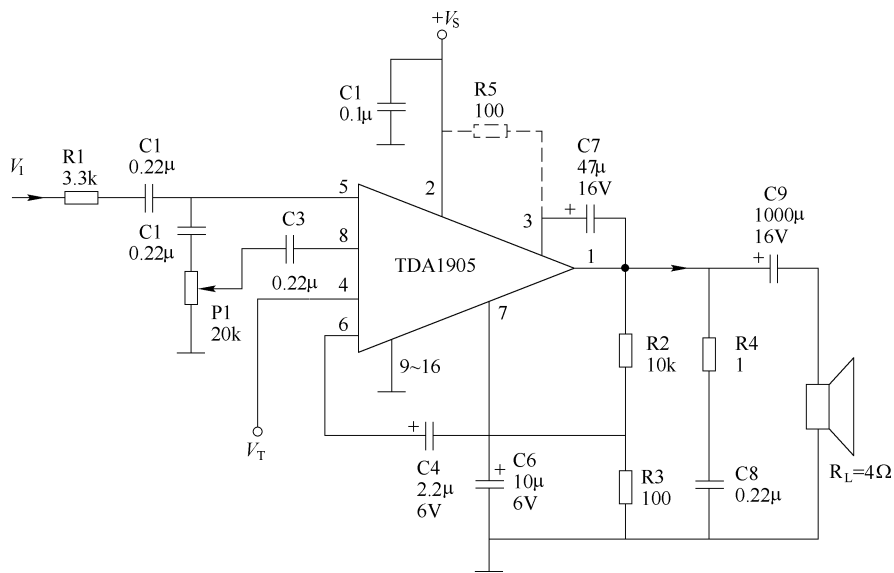 +VS
C1
0.1μ
R5
100
C7
47μ
16V
VI
R1
3.3k
C1
0.22μ
C1
0.22μ
C3
0.22μ
P1
20k
5
8
4
6
2
3
1
7
9~16
TDA1905
C9
1000μ
16V
R2
10k
R4
1
VT
C4
2.2μ
6V
C6
10μ
6V
R3
100
C8
0.22μ
RL=4Ω
+
+
+
+